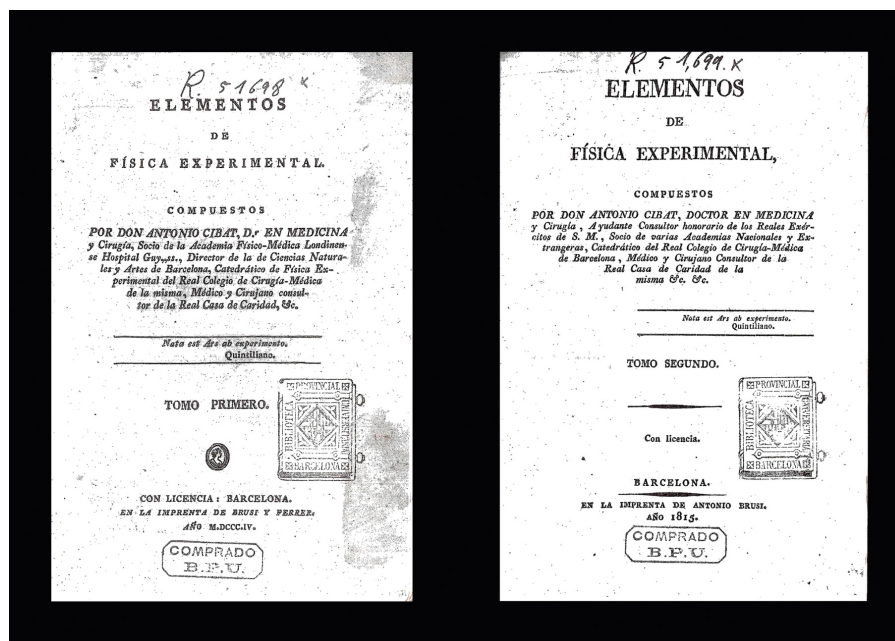 R. 51698 x
ELEMENTOS
DE
FÍSICA EXPERIMENTAL.
COMPUESTOS
POR DON ANTONIO CIBAT, D.r EN MEDICINA
y Cirugía, Socio de la Academia Físico-Médica Londinen-
se Hospital Guy,,ss., Director de la de Ciencias Natura-
les y Artes de Barcelona, Catedrático de Física Ex-
perimental del Real Colegio de Cirugía-Médica
de la misma, Médico y Cirujano consul-
tor de la Real Casa de Caridad, &c.
Nata est Ars ab experimento.
Quintiliano.
TOMO PRIMERO.
PROVINCIAL
UNIVERSITARIA
BIBLIOTECA
BARCELONA
CON LICENCIA: BARCELONA.
EN LA IMPRENTA DE BRUSI Y FERRER.
AÑO M.DCCC.IV.
COMPRADO
B.P.U.
R. 51,699. x
ELEMENTOS
DE
FÍSICA EXPERIMENTAL,
COMPUESTOS
POR DON ANTONIO CIBAT, DOCTOR EN MEDICINA
y Cirugía, Ayudante Consultor honorario de los Reales Exér-
citos de S. M., Socio de varias Academias Nacionales y Ex-
trangeras, Catedrático del Real Colegio de Cirugía-Médica
de Barcelona, Médico y Cirujano Consultor de la
Real Casa de Caridad de la
misma &c. &c.
Nata est Ars ab experimento.
Quintiliano.
TOMO SEGUNDO.
PROVINCIAL
UNIVERSITARIA
BIBLIOTECA
BARCELONA
Con licencia.
BARCELONA.
EN LA IMPRENTA DE ANTONIO BRUSI.
AÑO 1815.
COMPRADO
B.P.U.